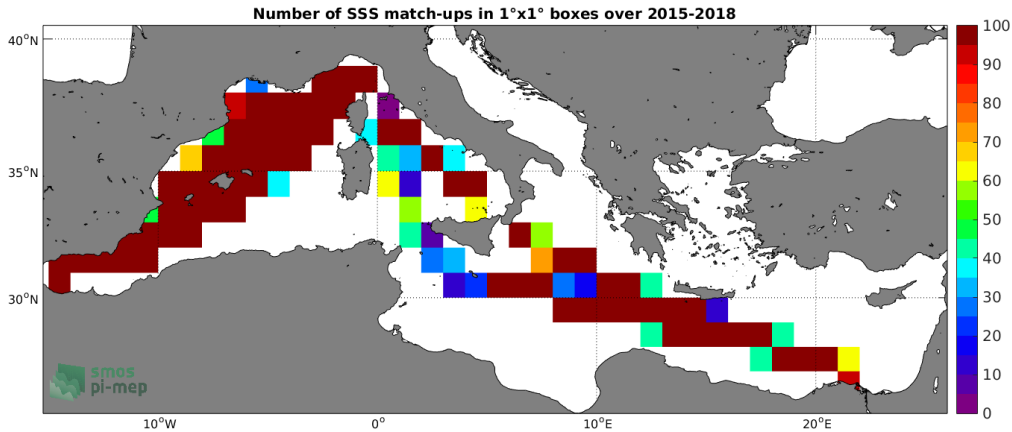 Number of SSS match-ups in 1°x1° boxes over 2015-2018
40°N
35°N
30°N
10°W
0°
10°E
20°E
100
90
80
70
60
50
40
30
20
10
0
smos
pi-mep